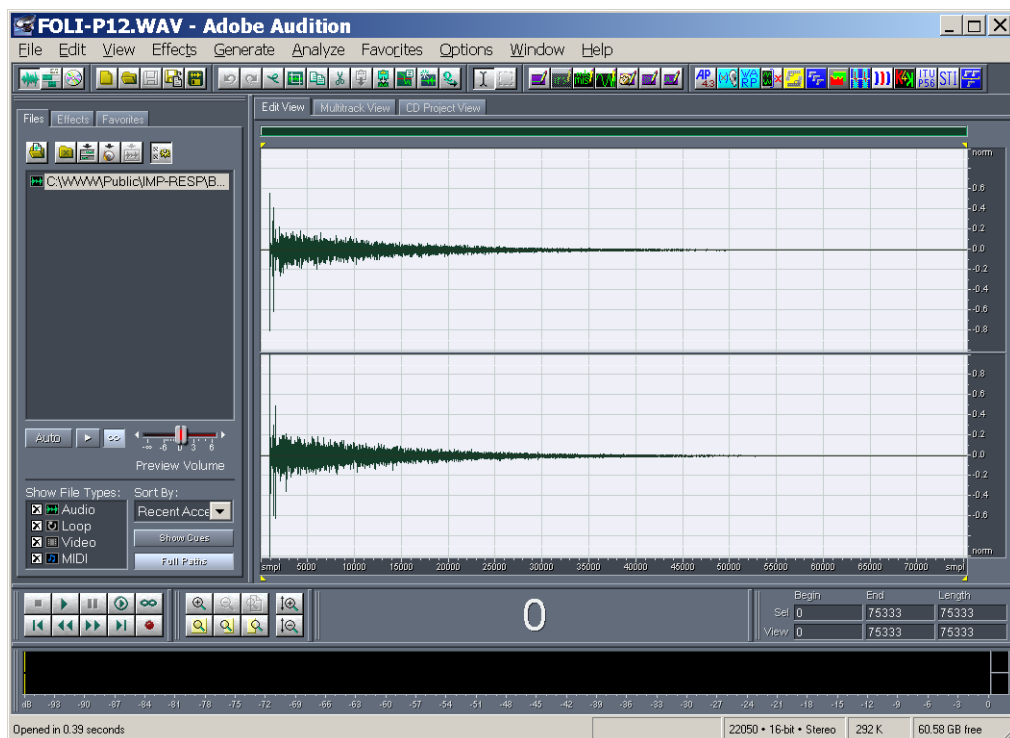 FOLI-P12.WAV - Adobe Audition
File Edit View Effects Generate Analyze Favorites Options Window Help
AP 4.3 WARP ITU P56 STI
Edit View Multitrack View CD Project View
Files Effects Favorites
C:\WWW\Public\IMP-RESP\B...
norm
0.6
0.4
0.2
0.0
-0.2
-0.4
-0.6
-0.8
0.8
0.6
0.4
0.2
0.0
-0.2
-0.4
-0.6
norm
Auto
-∞ -6 0 3 6
Preview Volume
Show File Types: Sort By:
Audio Recent Acce
Loop
Video Show Cues
MIDI Full Paths
smpl 5000 10000 15000 20000 25000 30000 35000 40000 45000 50000 55000 60000 65000 70000 smpl
0
Begin End Length
Sel 0 75333 75333
View 0 75333 75333
dB -93 -90 -87 -84 -81 -78 -75 -72 -69 -66 -63 -60 -57 -54 -51 -48 -45 -42 -39 -36 -33 -30 -27 -24 -21 -18 -15 -12 -9 -6 -3 0
Opened in 0.39 seconds 22050 • 16-bit • Stereo 292 K 60.58 GB free